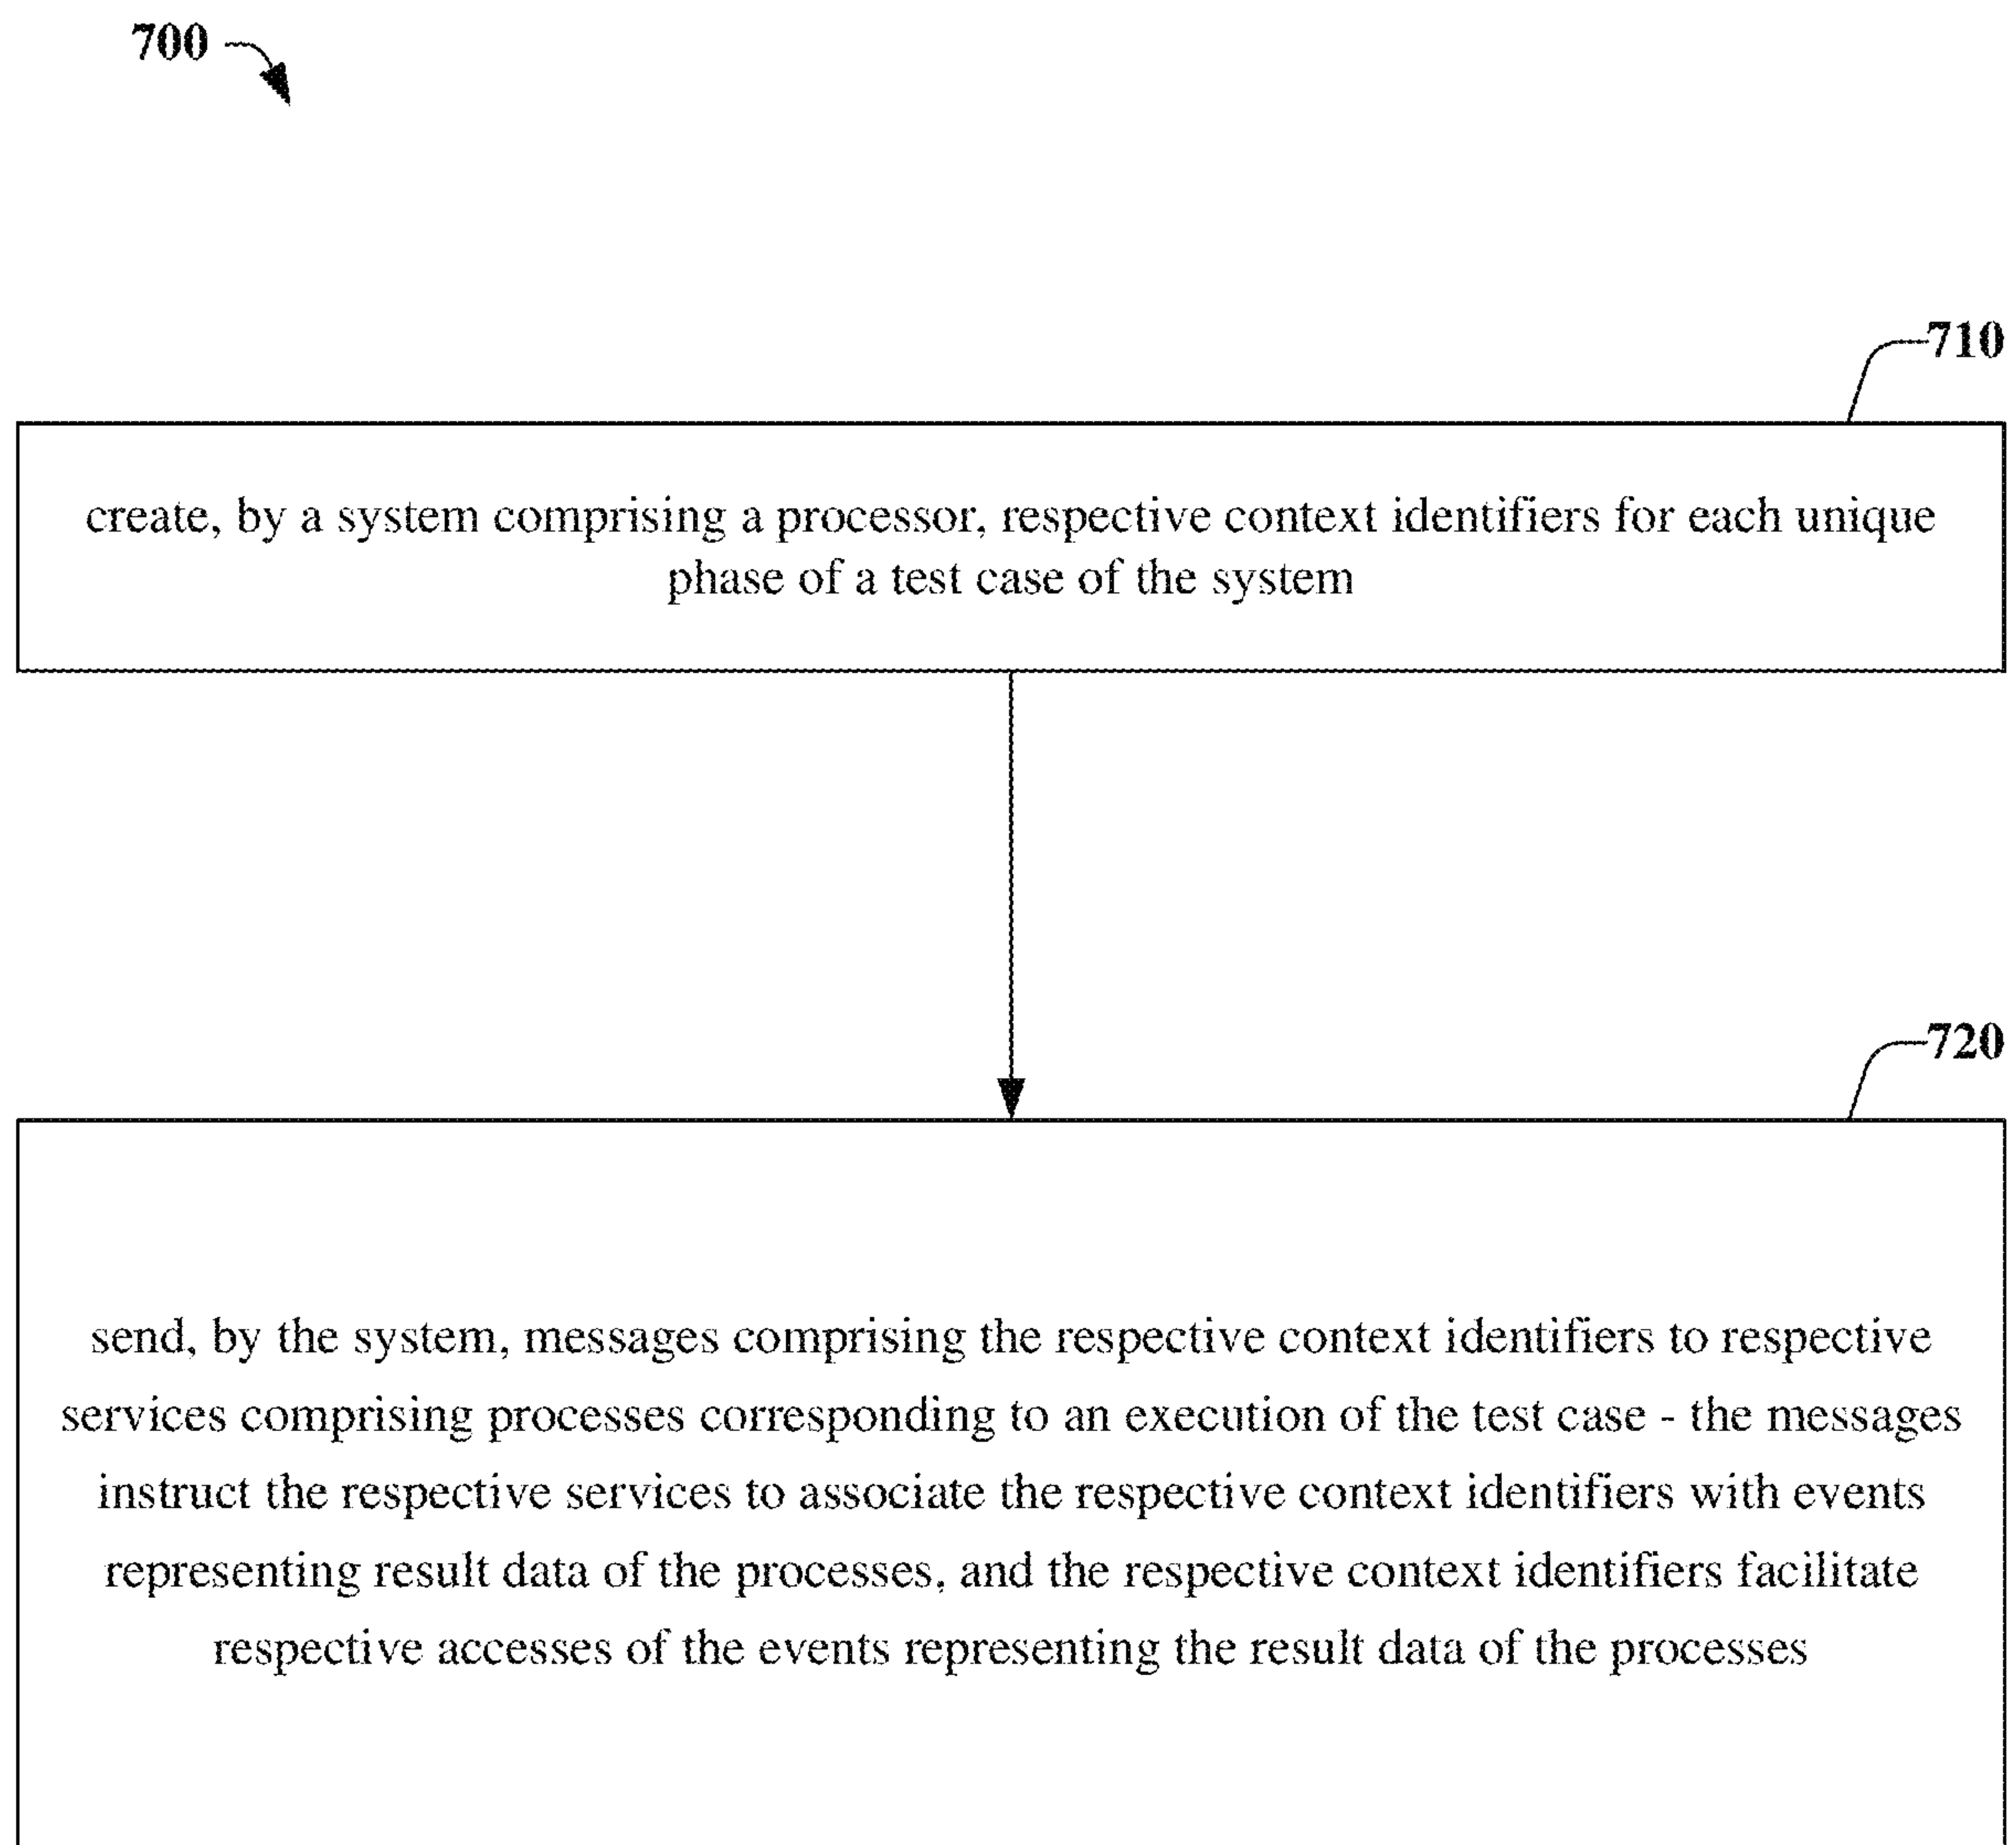 700
710
create, by a system comprising a processor, respective context identifiers for each unique
phase of a test case of the system
720
send, by the system, messages comprising the respective context identifiers to respective
services comprising processes corresponding to an execution of the test case - the messages
instruct the respective services to associate the respective context identifiers with events
representing result data of the processes, and the respective context identifiers facilitate
respective accesses of the events representing the result data of the processes